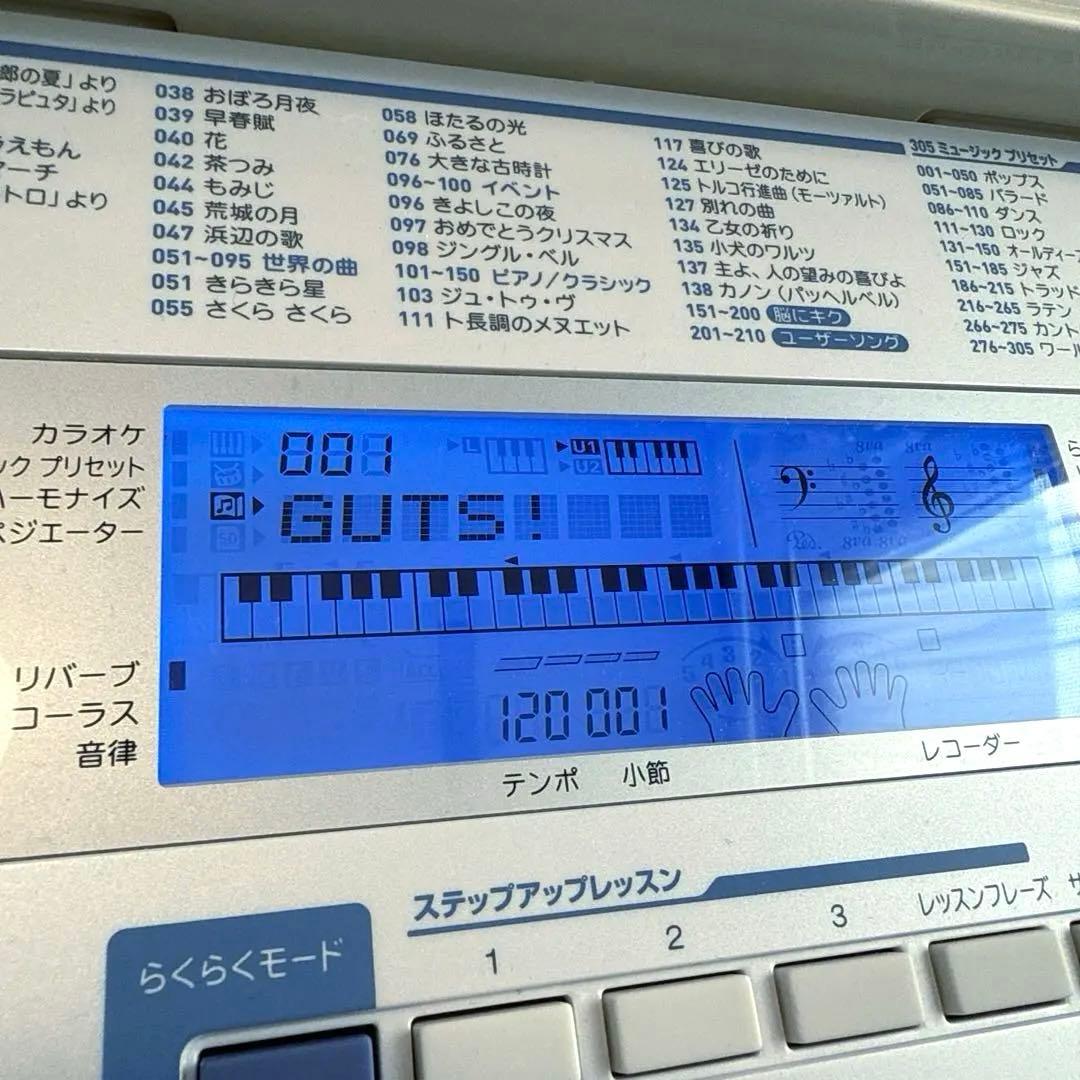 郎の夏」より
ラピュタ」より
えもん
マーチ
トロ」より
038 おぼろ月夜
039 早春賦
040 花
042 茶つみ
044 もみじ
045 荒城の月
047 浜辺の歌
051~095 世界の曲
051 きらきら星
055 さくら さくら
058 ほたるの光
069 ふるさと
076 大きな古時計
096~100 イベント
096 きよしこの夜
097 おめでとうクリスマス
098 ジングル・ベル
101~150 ピアノ/クラシック
103 ジュ・トゥ・ヴ
111 ト長調のメヌエット
117 喜びの歌
124 エリーゼのために
125 トルコ行進曲(モーツァルト)
127 別れの曲
134 乙女の祈り
135 小犬のワルツ
137 主よ、人の望みの喜びよ
138 カノン(パッヘルベル)
151~200 脳にキク
201~210 ユーザーソング
305 ミュージック プリセット
001~050 ポップス
051~085 バラード
086~110 ダンス
111~130 ロック
131~150 オールディー
151~185 ジャズ
186~215 トラッド
216~265 ラテン
266~275 カント
276~305 ワール
カラオケ
ック プリセット
ハーモナイズ
ペジエーター
リバーブ
コーラス
音律
001
L
U1
U2
GUTS!
120 001
テンポ 小節
レコーダー
ステップアップレッスン
1 2 3 レッスンフレーズ
らくらくモード